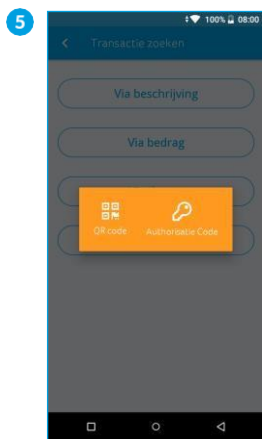 5
100% 08:00
Transactie zoeken
Via beschrijving
Via bedrag
QR code Authorisatie Code